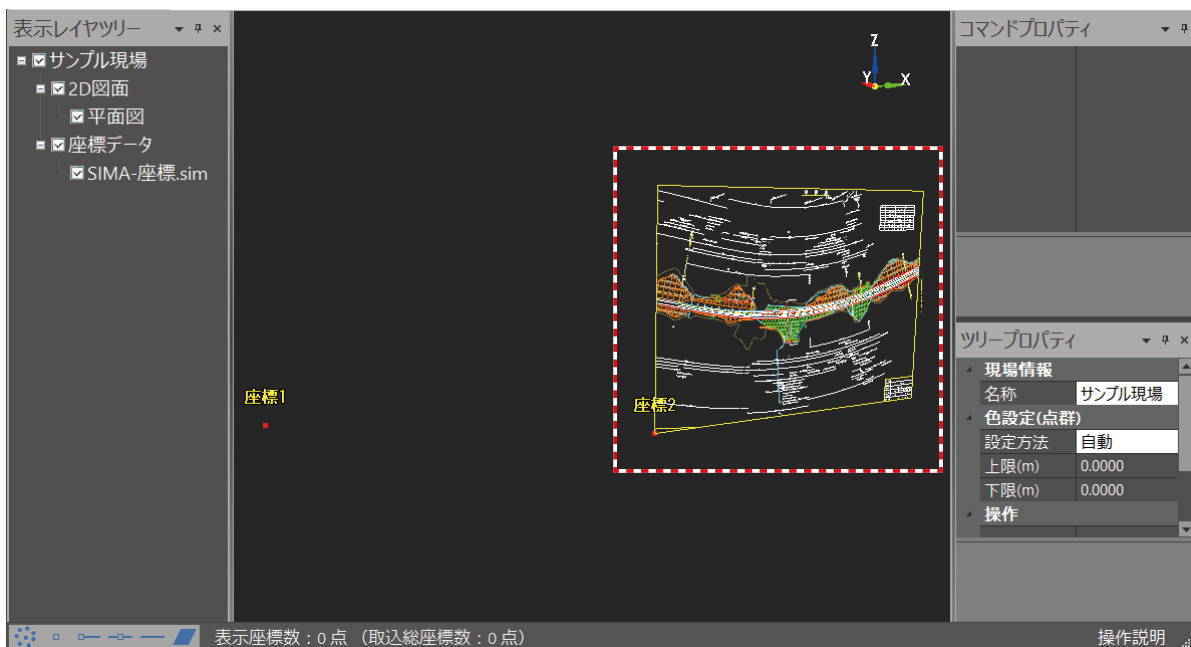 表示レイヤツリー
サンプル現場
2D図面
平面図
座標データ
SIMA-座標.sim
Z
Y
X
座標1
座標2
コマンドプロパティ
ツリープロパティ
現場情報
名称 サンプル現場
色設定(点群)
設定方法 自動
上限(m) 0.0000
下限(m) 0.0000
操作
表示座標数：0 点 （取込総座標数：0 点） 操作説明